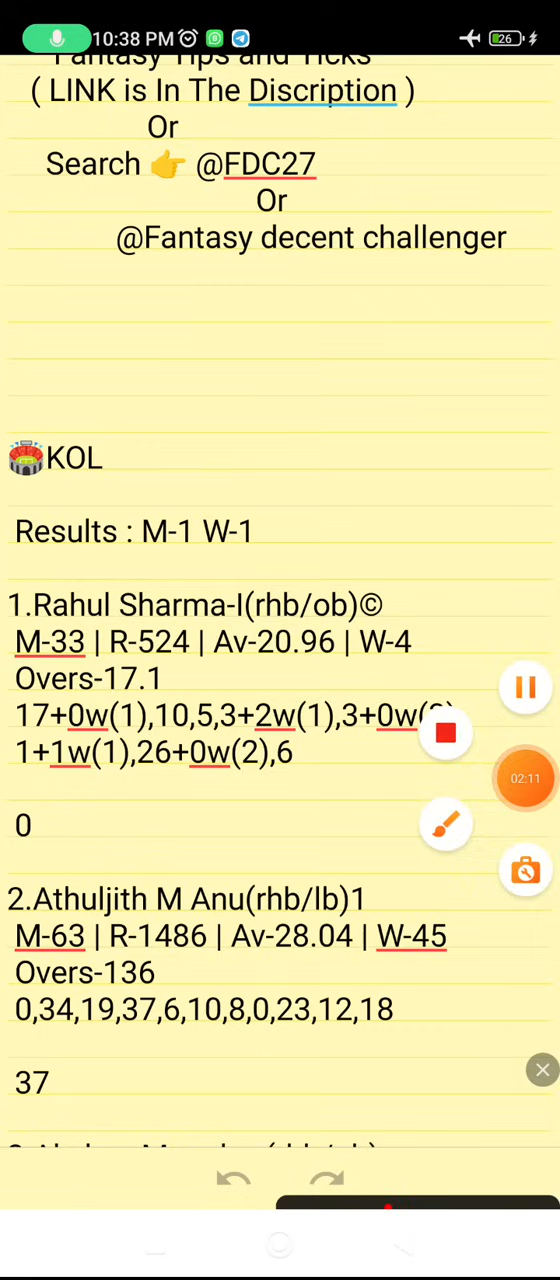 10:38 PM
26
Fantasy Tips and Ticks
( LINK is In The Discription )
Or
Search 👉 @FDC27
Or
@Fantasy decent challenger
🏟️KOL
Results : M-1 W-1
1.Rahul Sharma-I(rhb/ob)©
M-33 | R-524 | Av-20.96 | W-4
Overs-17.1
17+0w(1),10,5,3+2w(1),3+0w(
1+1w(1),26+0w(2),6
0
02:11
2.Athuljith M Anu(rhb/lb)1
M-63 | R-1486 | Av-28.04 | W-45
Overs-136
0,34,19,37,6,10,8,0,23,12,18
37